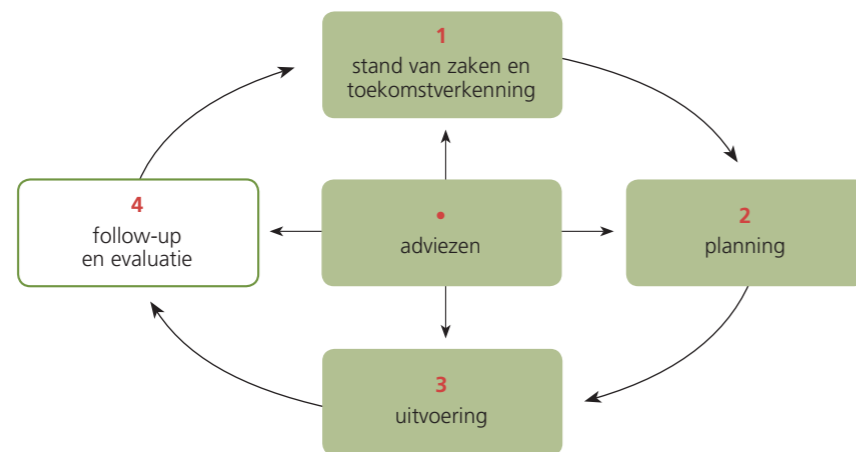 1
stand van zaken en
toekomstverkenning
4
follow-up
en evaluatie
•
adviezen
2
planning
3
uitvoering